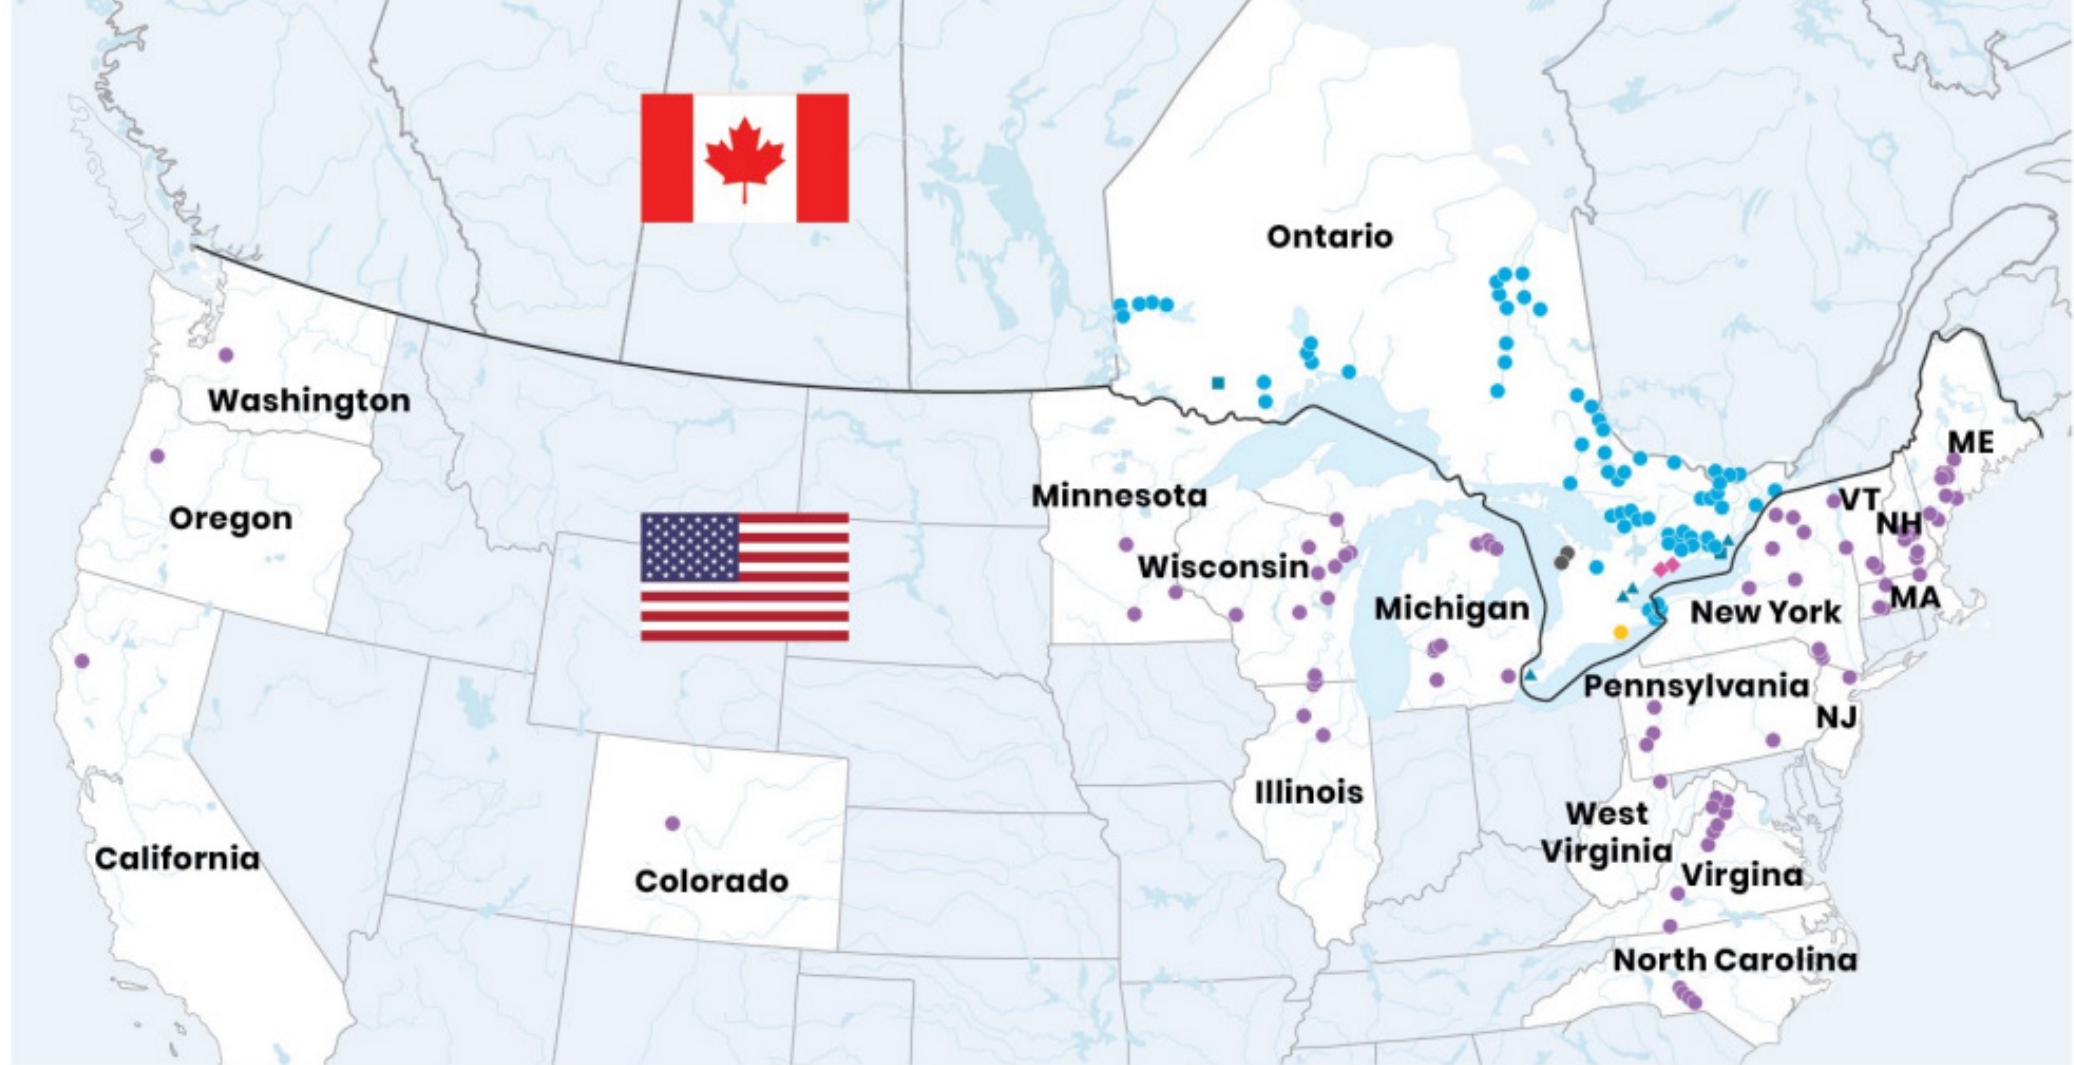 Ontario
Washington
Oregon
Minnesota
Wisconsin
Michigan
ME
VT
NH
MA
New York
Pennsylvania
NJ
Illinois
West
Virginia
Virgina
California
Colorado
North Carolina